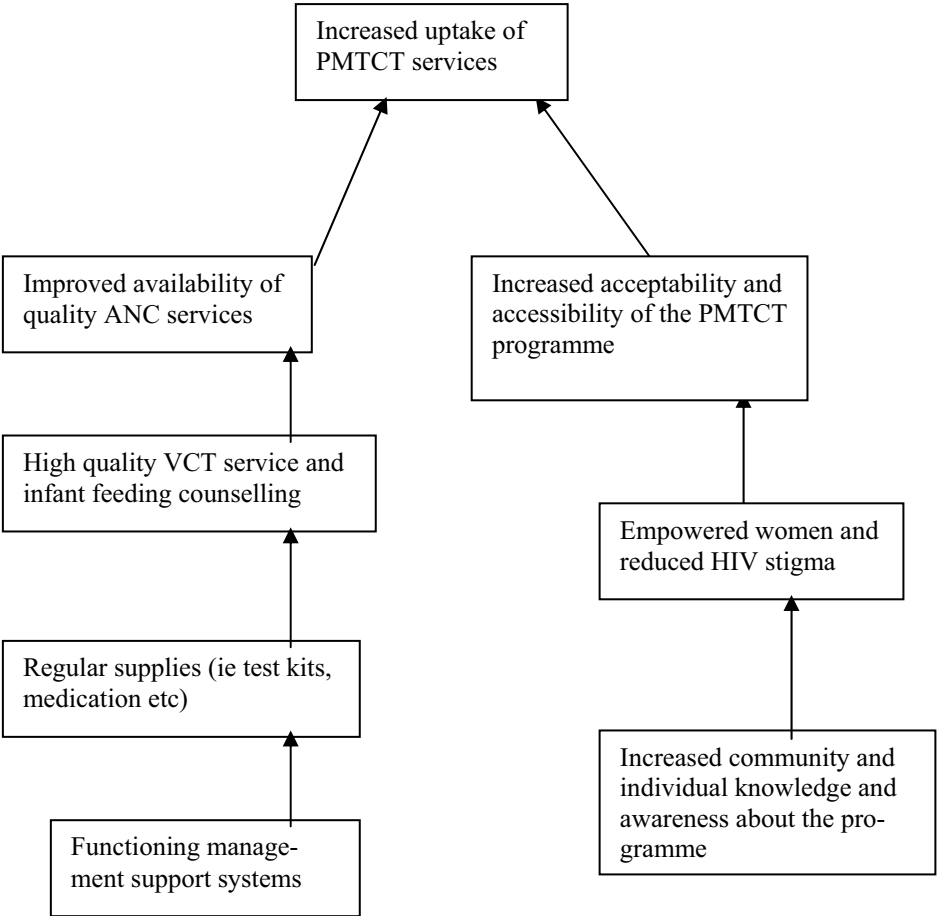 Increased uptake of
PMTCT services
Improved availability of
quality ANC services
Increased acceptability and
accessibility of the PMTCT
programme
High quality VCT service and
infant feeding counselling
Empowered women and
reduced HIV stigma
Regular supplies (ie test kits,
medication etc)
Increased community and
individual knowledge and
awareness about the pro-
gramme
Functioning manage-
ment support systems